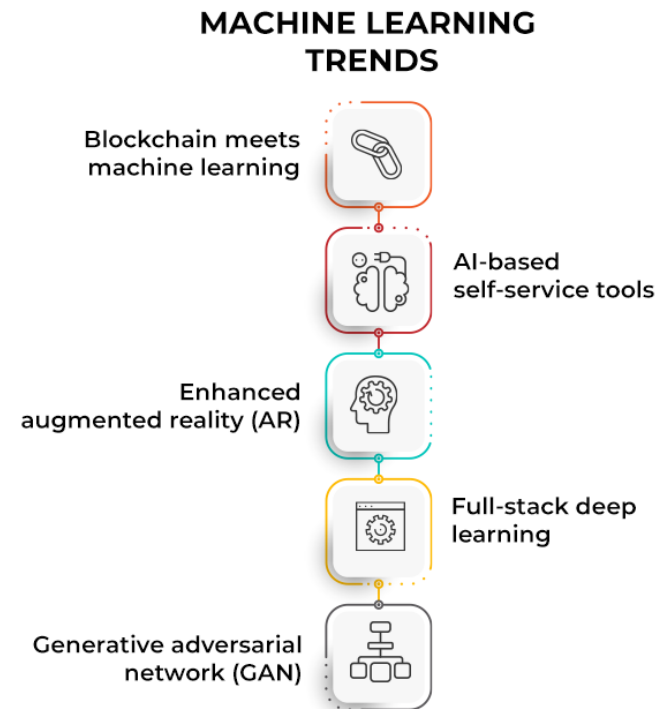 MACHINE LEARNING
TRENDS
Blockchain meets
machine learning
AI-based
self-service tools
Enhanced
augmented reality (AR)
Full-stack deep
learning
Generative adversarial
network (GAN)